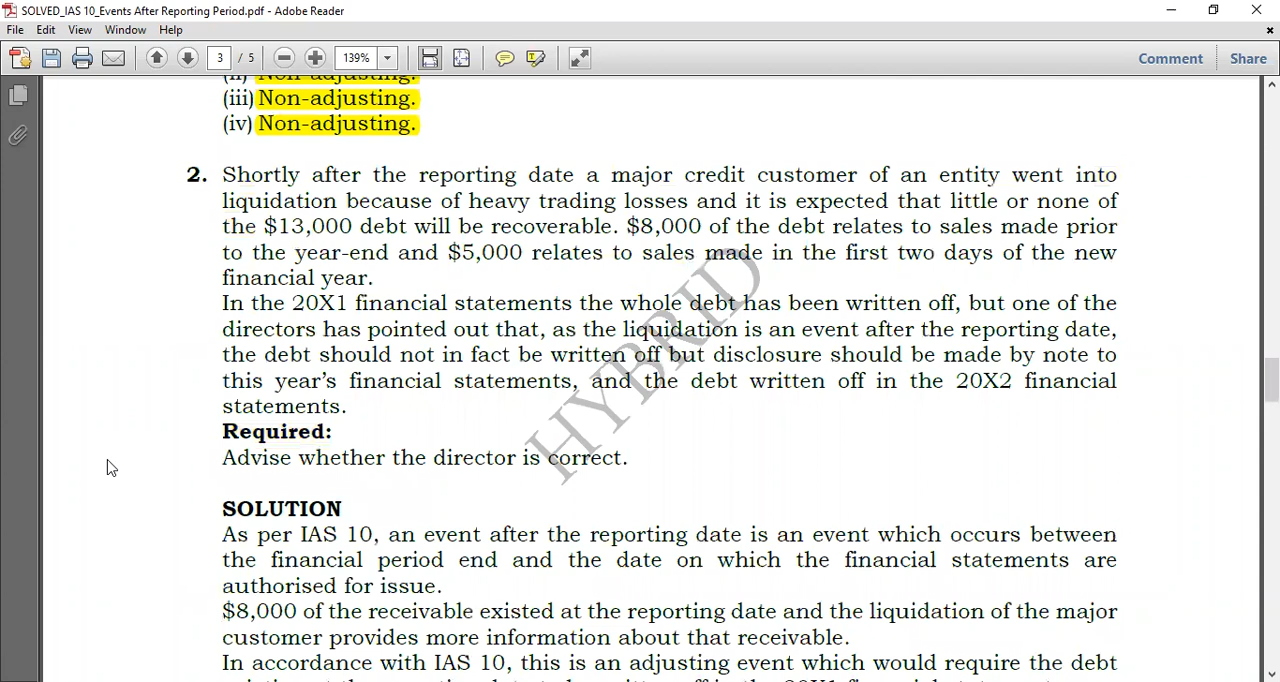 SOLVED_IAS 10_Events After Reporting Period.pdf - Adobe Reader
File Edit View Window Help
3 / 5 139% Comment Share
(ii) Non-adjusting.
(iii) Non-adjusting.
(iv) Non-adjusting.
2. Shortly after the reporting date a major credit customer of an entity went into
liquidation because of heavy trading losses and it is expected that little or none of
the $13,000 debt will be recoverable. $8,000 of the debt relates to sales made prior
to the year-end and $5,000 relates to sales made in the first two days of the new
financial year.
In the 20X1 financial statements the whole debt has been written off, but one of the
directors has pointed out that, as the liquidation is an event after the reporting date,
the debt should not in fact be written off but disclosure should be made by note to
this year's financial statements, and the debt written off in the 20X2 financial
statements.
Required:
Advise whether the director is correct.
HYBRID
SOLUTION
As per IAS 10, an event after the reporting date is an event which occurs between
the financial period end and the date on which the financial statements are
authorised for issue.
$8,000 of the receivable existed at the reporting date and the liquidation of the major
customer provides more information about that receivable.
In accordance with IAS 10, this is an adjusting event which would require the debt